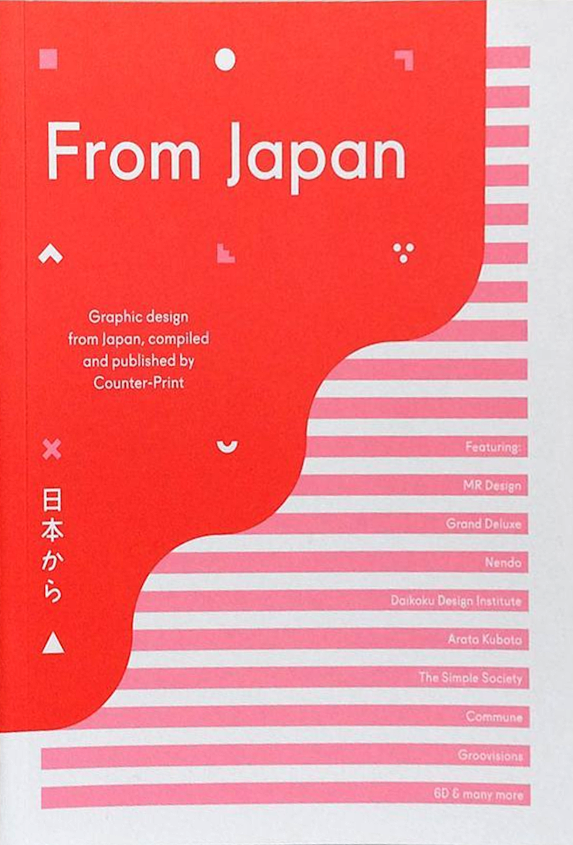 From Japan
Graphic design
from Japan, compiled
and published by
Counter-Print
日本から
Featuring:
MR Design
Grand Deluxe
Nendo
Daikoku Design Institute
Arata Kubota
The Simple Society
Commune
Groovisions
6D & many more